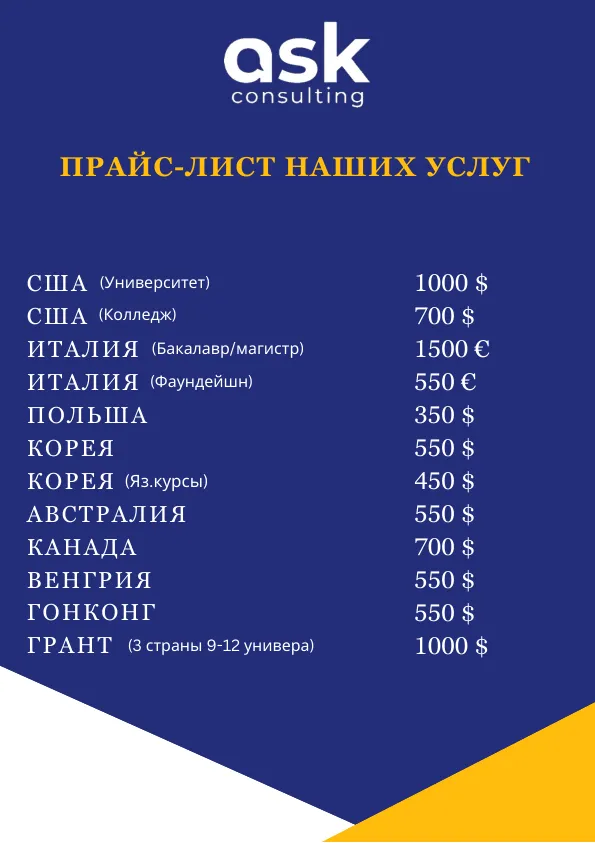 ask
consulting
ПРАЙС-ЛИСТ НАШИХ УСЛУГ
США (Университет) 1000 $
США (Колледж) 700 $
ИТАЛИЯ (Бакалавр/магистр) 1500 €
ИТАЛИЯ (Фаундейшн) 550 €
ПОЛЬША 350 $
КОРЕЯ 550 $
КОРЕЯ (Яз.курсы) 450 $
АВСТРАЛИЯ 550 $
КАНАДА 700 $
ВЕНГРИЯ 550 $
ГОНКОНГ 550 $
ГРАНТ (3 страны 9-12 универа) 1000 $